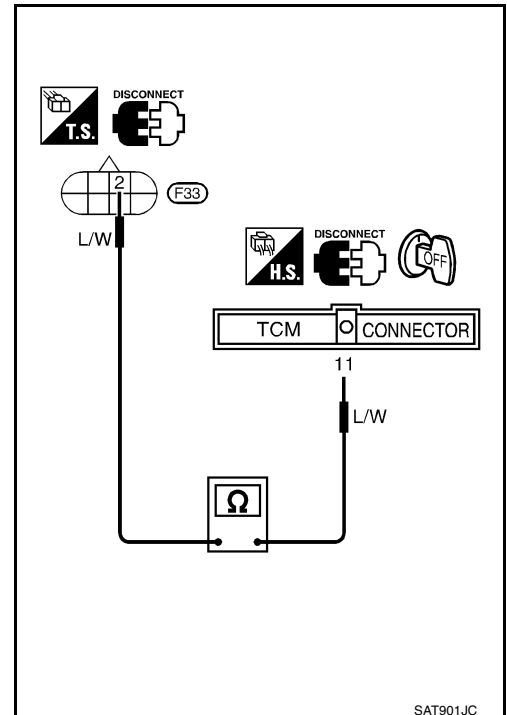 DISCONNECT
T.S.
2
F33
L/W
DISCONNECT
H.S.
OFF
TCM CONNECTOR
11
L/W
Ω
SAT901JC